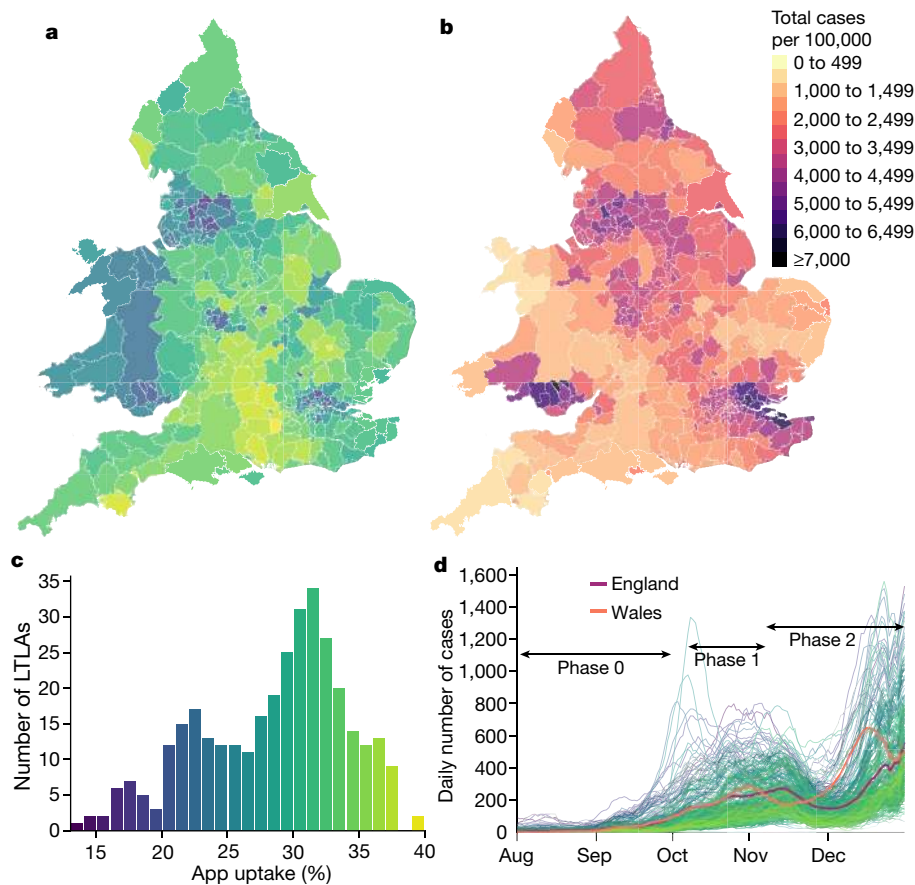 a
b
Total cases
per 100,000
0 to 499
1,000 to 1,499
2,000 to 2,499
3,000 to 3,499
4,000 to 4,499
5,000 to 5,499
6,000 to 6,499
≥7,000
c
35
30
25
20
15
10
5
0
Number of LTLAs
15 20 25 30 35 40
App uptake (%)
d
1,600
1,400
1,200
1,000
800
600
400
200
0
Daily number of cases
England
Wales
Phase 0
Phase 1
Phase 2
Aug Sep Oct Nov Dec